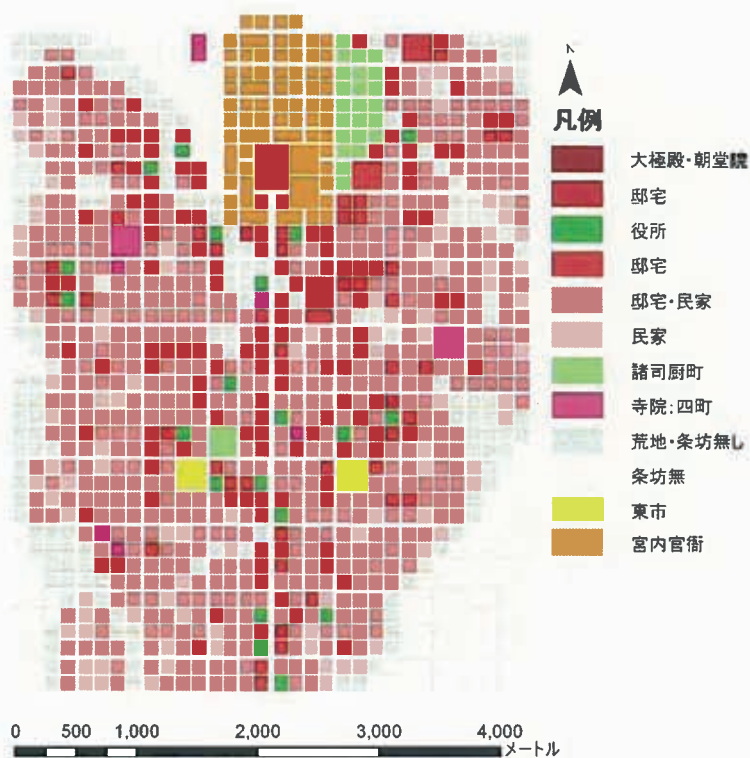 N
凡例
大極殿・朝堂院
邸宅
役所
邸宅
邸宅・民家
民家
諸司厨町
寺院:四町
荒地・条坊無し
条坊無
東市
宮内官衙
0 500 1,000 2,000 3,000 4,000
メートル